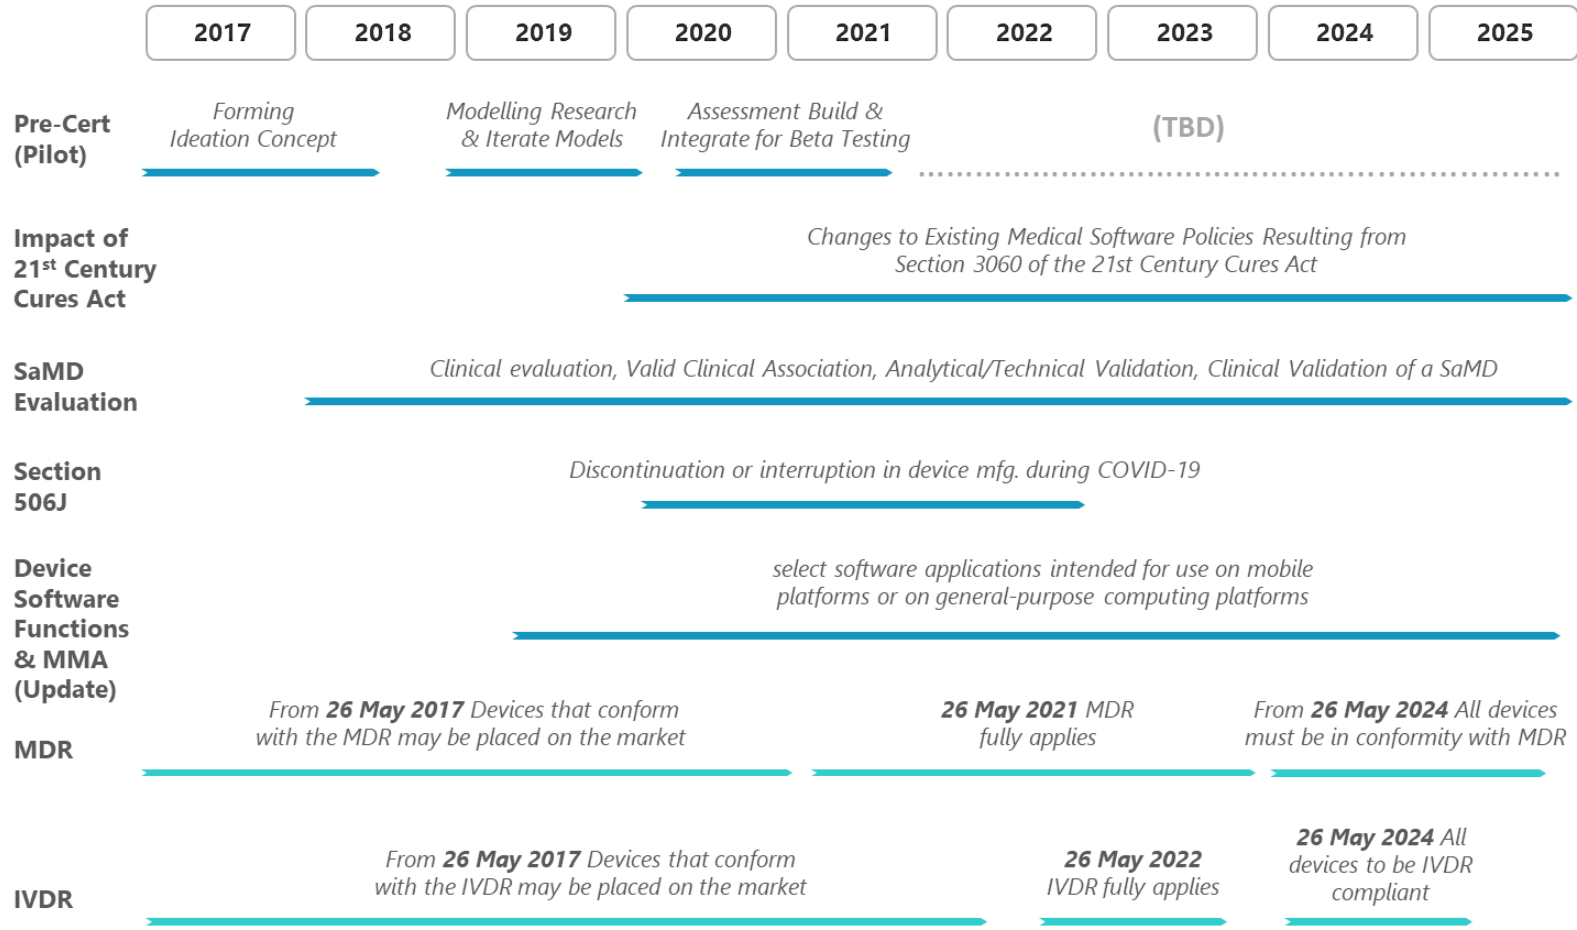 2017 2018 2019 2020 2021 2022 2023 2024 2025
Pre-Cert
(Pilot)
Forming
Ideation Concept
Modelling Research
& Iterate Models
Assessment Build &
Integrate for Beta Testing
(TBD)
Impact of
21st Century
Cures Act
Changes to Existing Medical Software Policies Resulting from
Section 3060 of the 21st Century Cures Act
SaMD
Evaluation
Clinical evaluation, Valid Clinical Association, Analytical/Technical Validation, Clinical Validation of a SaMD
Section
506J
Discontinuation or interruption in device mfg. during COVID-19
Device
Software
Functions
& MMA
(Update)
select software applications intended for use on mobile
platforms or on general-purpose computing platforms
MDR
From 26 May 2017 Devices that conform
with the MDR may be placed on the market
26 May 2021 MDR
fully applies
From 26 May 2024 All devices
must be in conformity with MDR
IVDR
From 26 May 2017 Devices that conform
with the IVDR may be placed on the market
26 May 2022
IVDR fully applies
26 May 2024 All
devices to be IVDR
compliant